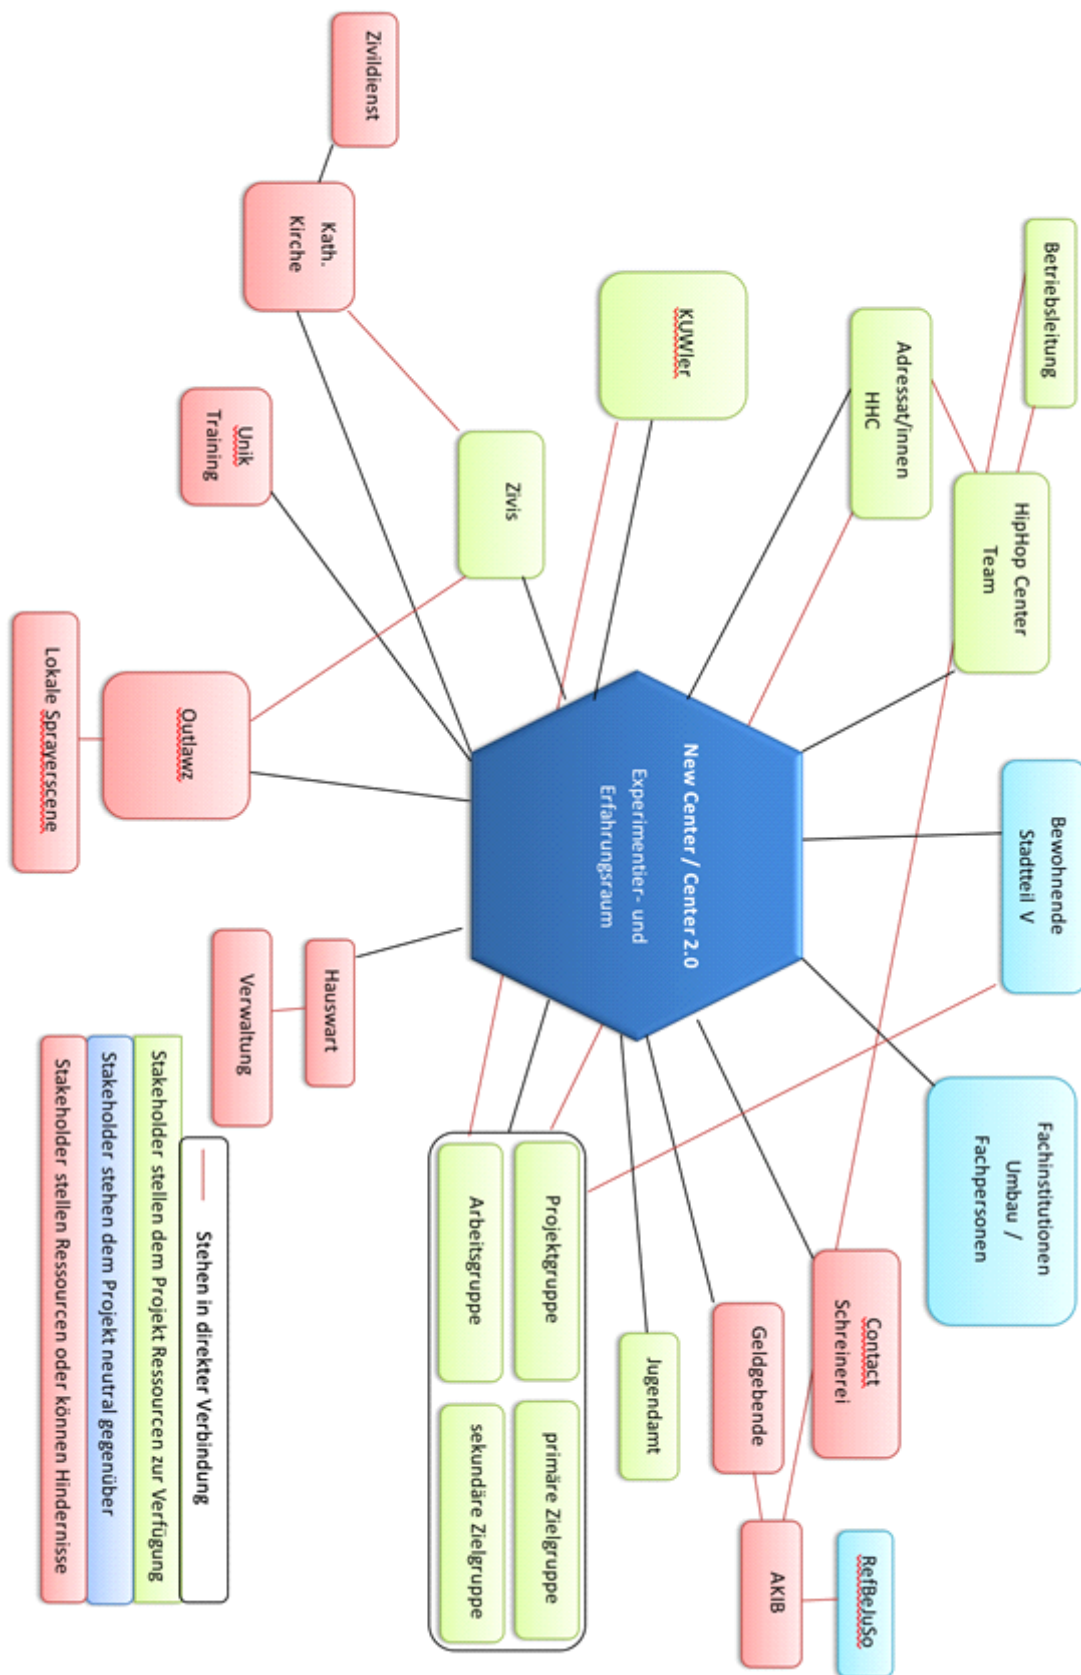 Betriebsleitung
HipHop Center
Team
Bewohnende
Stadtteil V
Fachinstitutionen
Umbau /
Fachpersonen
Adressat/innen
HHC
Contact
Schreinerei
RefBeJuSo
AKIB
Geldgebende
KUWler
New Center / Center 2.0
Experimentier- und
Erfahrungsraum
Jugendamt
Projektgruppe
primäre Zielgruppe
Arbeitsgruppe
sekundäre Zielgruppe
Zivis
Zivildienst
Kath.
Kirche
Unik
Training
Outlawz
Lokale Sprayerscene
Hauswart
Verwaltung
Stehen in direkter Verbindung
Stakeholder stellen dem Projekt Ressourcen zur Verfügung
Stakeholder stehen dem Projekt neutral gegenüber
Stakeholder stellen Ressourcen oder können Hindernisse